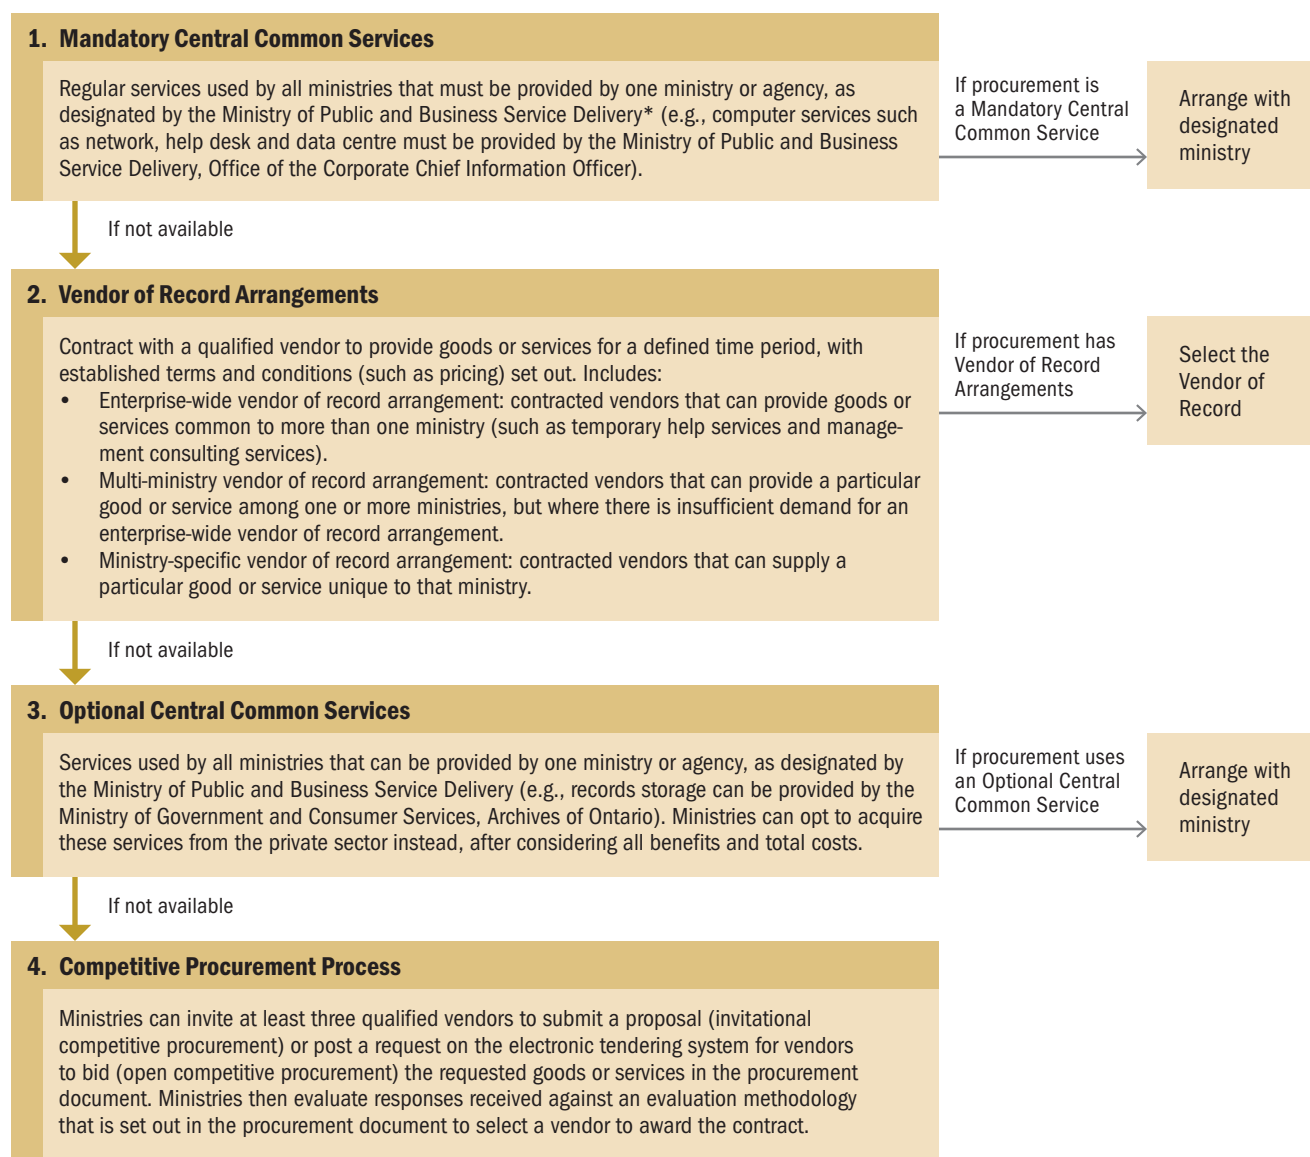 1. Mandatory Central Common Services
Regular services used by all ministries that must be provided by one ministry or agency, as
designated by the Ministry of Public and Business Service Delivery* (e.g., computer services such
as network, help desk and data centre must be provided by the Ministry of Public and Business
Service Delivery, Office of the Corporate Chief Information Officer).
If procurement is
a Mandatory Central
Common Service
Arrange with
designated
ministry
If not available
2. Vendor of Record Arrangements
Contract with a qualified vendor to provide goods or services for a defined time period, with
established terms and conditions (such as pricing) set out. Includes:
• Enterprise-wide vendor of record arrangement: contracted vendors that can provide goods or
services common to more than one ministry (such as temporary help services and manage-
ment consulting services).
• Multi-ministry vendor of record arrangement: contracted vendors that can provide a particular
good or service among one or more ministries, but where there is insufficient demand for an
enterprise-wide vendor of record arrangement.
• Ministry-specific vendor of record arrangement: contracted vendors that can supply a
particular good or service unique to that ministry.
If procurement has
Vendor of Record
Arrangements
Select the
Vendor of
Record
If not available
3. Optional Central Common Services
Services used by all ministries that can be provided by one ministry or agency, as designated by
the Ministry of Public and Business Service Delivery (e.g., records storage can be provided by the
Ministry of Government and Consumer Services, Archives of Ontario). Ministries can opt to acquire
these services from the private sector instead, after considering all benefits and total costs.
If procurement uses
an Optional Central
Common Service
Arrange with
designated
ministry
If not available
4. Competitive Procurement Process
Ministries can invite at least three qualified vendors to submit a proposal (invitational
competitive procurement) or post a request on the electronic tendering system for vendors
to bid (open competitive procurement) the requested goods or services in the procurement
document. Ministries then evaluate responses received against an evaluation methodology
that is set out in the procurement document to select a vendor to award the contract.